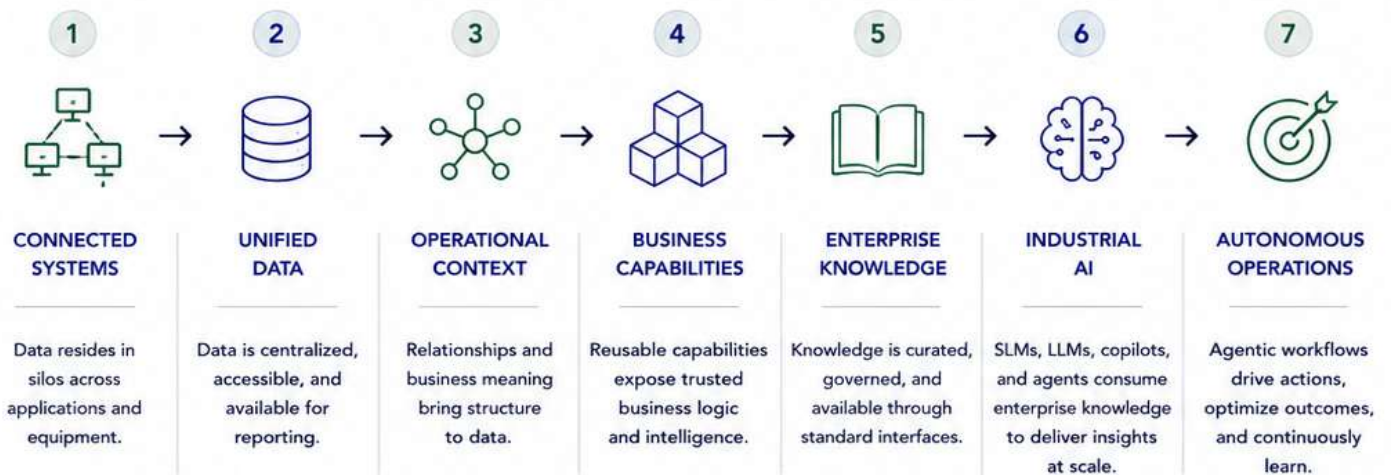 1
2
3
4
5
6
7
CONNECTED
SYSTEMS
UNIFIED
DATA
OPERATIONAL
CONTEXT
BUSINESS
CAPABILITIES
ENTERPRISE
KNOWLEDGE
INDUSTRIAL
AI
AUTONOMOUS
OPERATIONS
Data resides in
silos across
applications and
equipment.
Data is centralized,
accessible, and
available for
reporting.
Relationships and
business meaning
bring structure
to data.
Reusable capabilities
expose trusted
business logic
and intelligence.
Knowledge is curated,
governed, and
available through
standard interfaces.
SLMs, LLMs, copilots,
and agents consume
enterprise knowledge
to deliver insights
at scale.
Agentic workflows
drive actions,
optimize outcomes,
and continuously
learn.